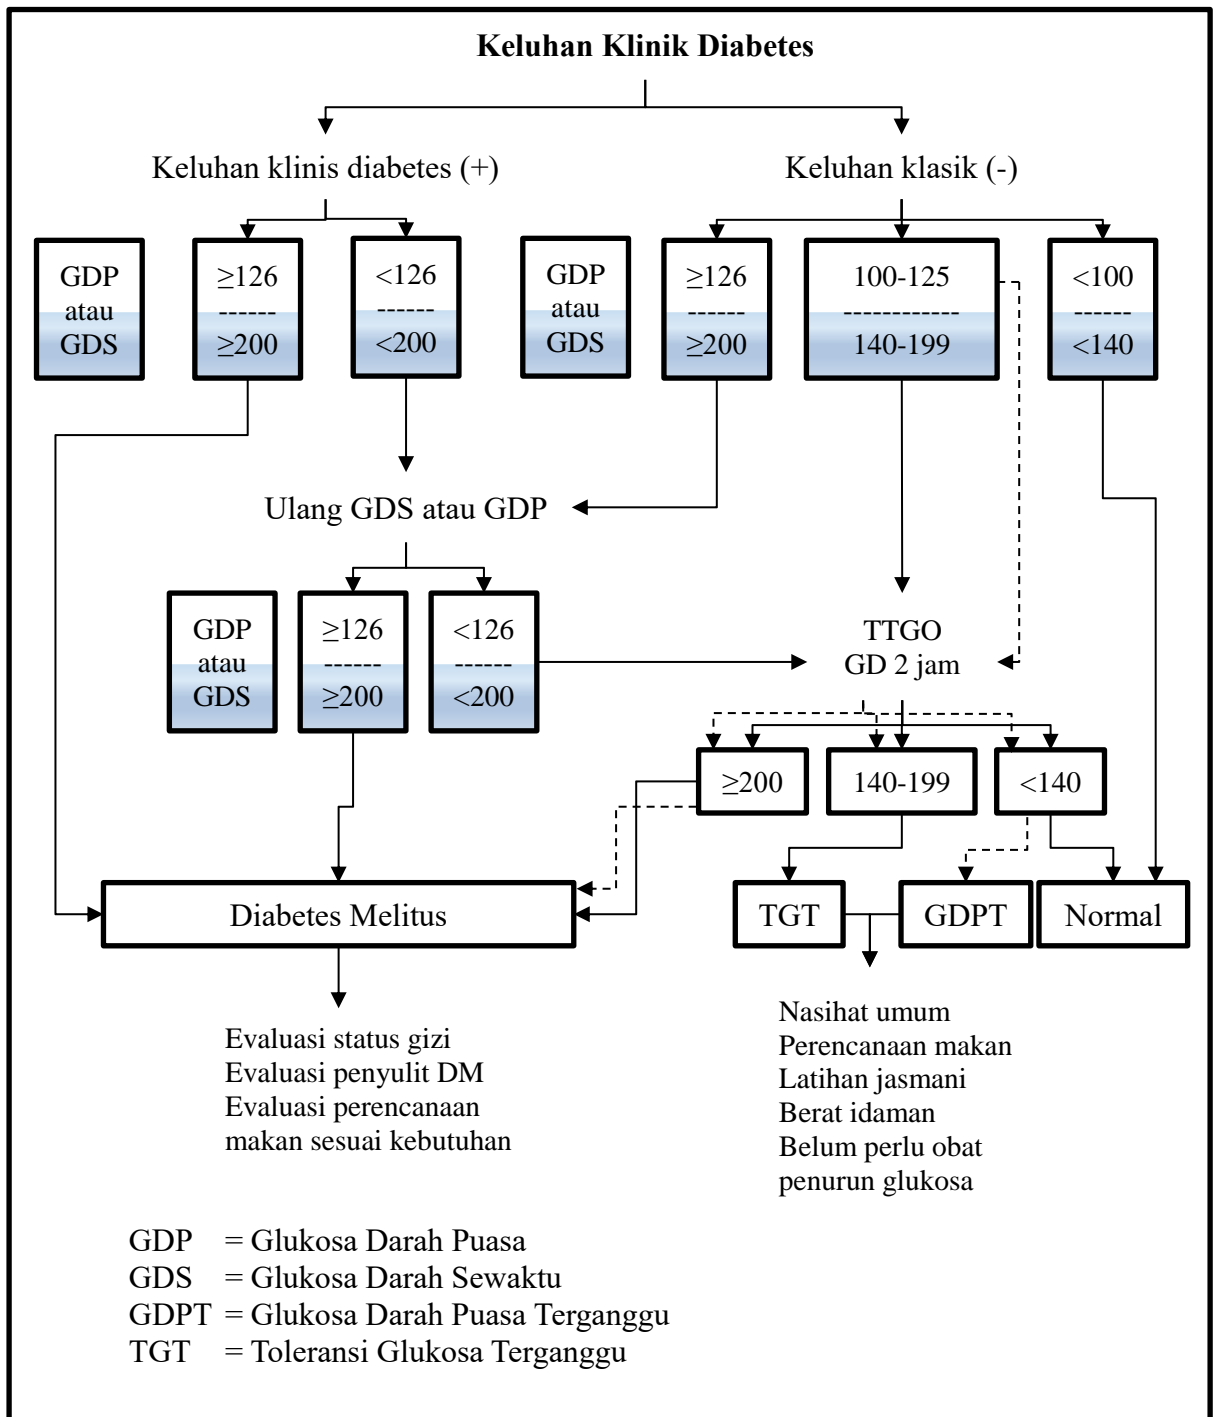 Keluhan Klinik Diabetes
Keluhan klinis diabetes (+)
Keluhan klasik (-)
GDP
atau
GDS
≥126
------
≥200
<126
------
<200
GDP
atau
GDS
≥126
------
≥200
100-125
-------------
140-199
<100
------
<140
Ulang GDS atau GDP
GDP
atau
GDS
≥126
------
≥200
<126
------
<200
TTGO
GD 2 jam
≥200
140-199
<140
Diabetes Melitus
TGT
GDPT
Normal
Evaluasi status gizi
Evaluasi penyulit DM
Evaluasi perencanaan
makan sesuai kebutuhan
Nasihat umum
Perencanaan makan
Latihan jasmani
Berat idaman
Belum perlu obat
penurun glukosa
GDP = Glukosa Darah Puasa
GDS = Glukosa Darah Sewaktu
GDPT = Glukosa Darah Puasa Terganggu
TGT = Toleransi Glukosa Terganggu